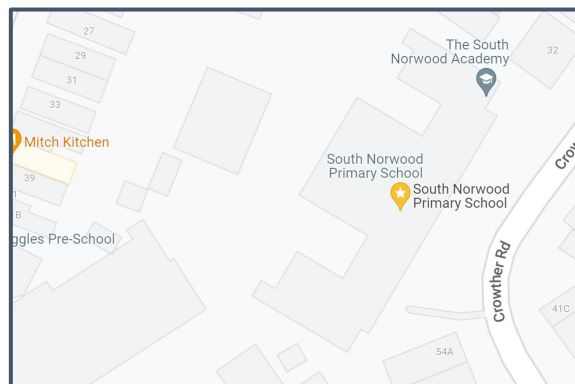 27
29
31
33
Mitch Kitchen
39
1
B
ggles Pre-School
The South
Norwood Academy
32
South Norwood
Primary School
South Norwood
Primary School
Crow
Crowther Rd
41C
54A